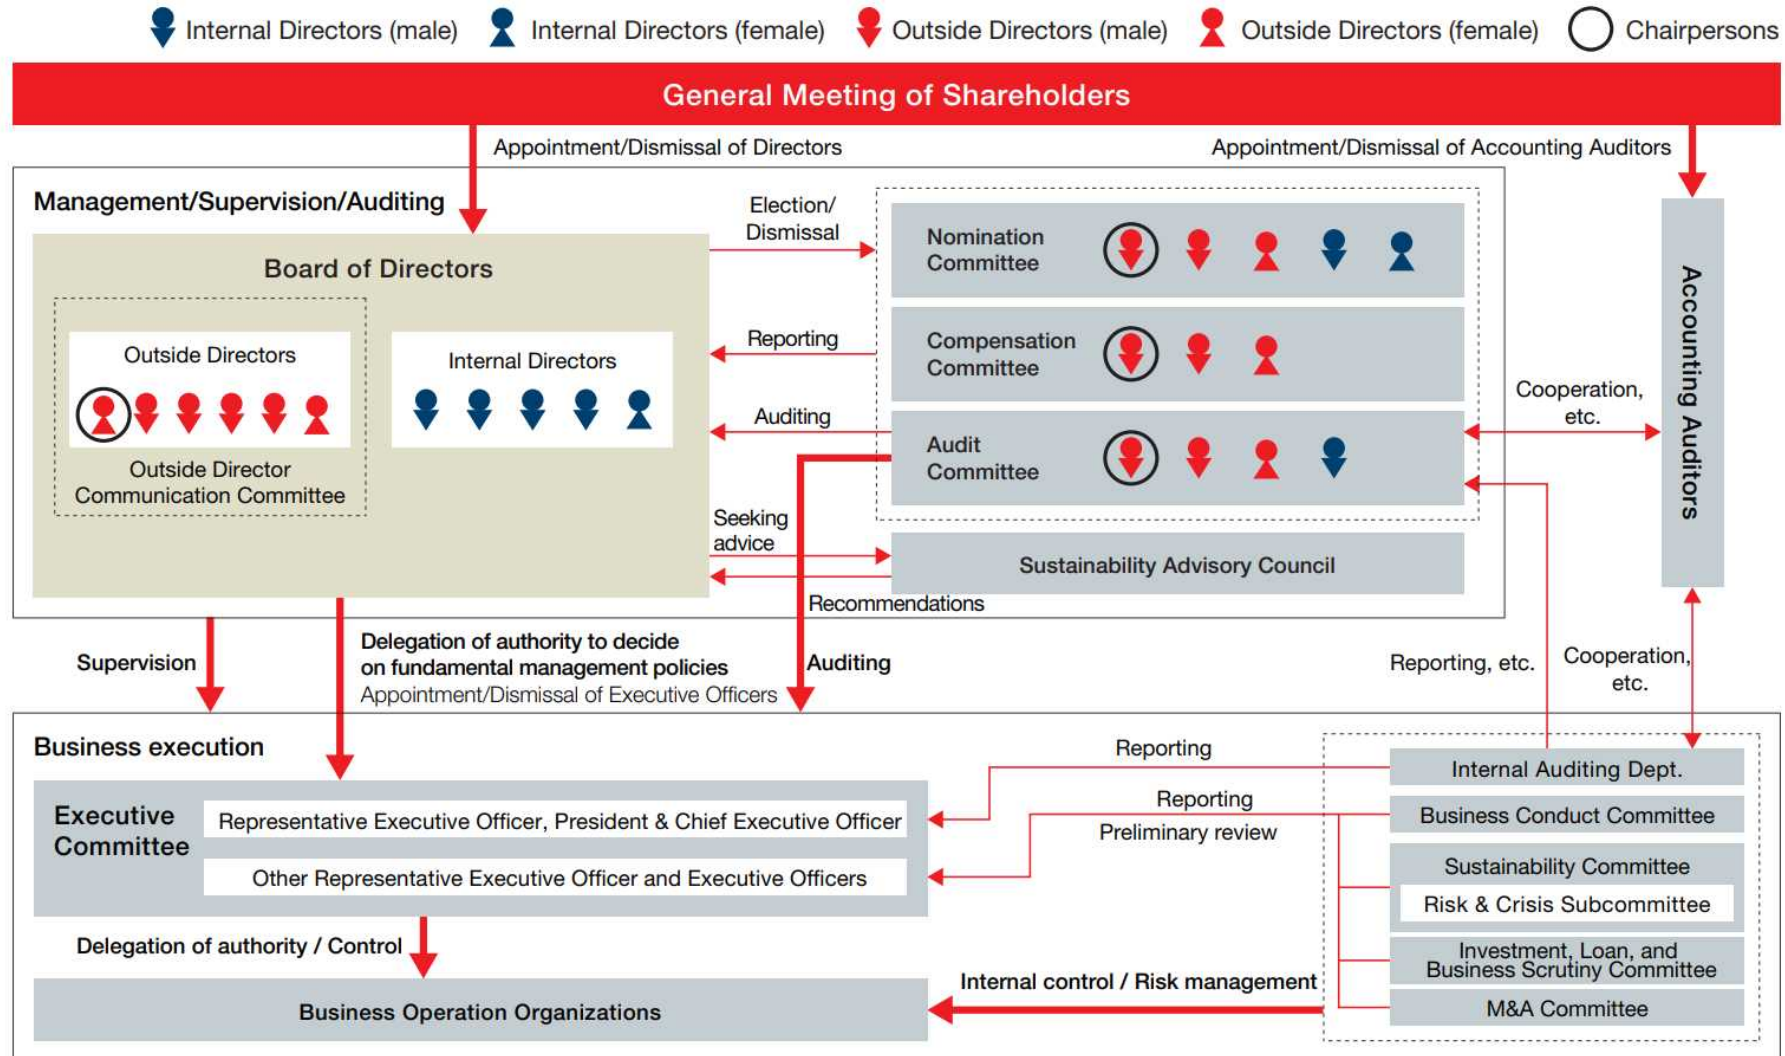 Internal Directors (male)
Internal Directors (female)
Outside Directors (male)
Outside Directors (female)
Chairpersons
General Meeting of Shareholders
Appointment/Dismissal of Directors
Appointment/Dismissal of Accounting Auditors
Management/Supervision/Auditing
Board of Directors
Outside Directors
Internal Directors
Outside Director
Communication Committee
Election/
Dismissal
Reporting
Auditing
Seeking
advice
Recommendations
Nomination
Committee
Compensation
Committee
Audit
Committee
Sustainability Advisory Council
Cooperation,
etc.
Accounting Auditors
Supervision
Delegation of authority to decide
on fundamental management policies
Appointment/Dismissal of Executive Officers
Auditing
Reporting, etc.
Cooperation,
etc.
Business execution
Executive
Committee
Representative Executive Officer, President & Chief Executive Officer
Other Representative Executive Officer and Executive Officers
Reporting
Reporting
Preliminary review
Internal Auditing Dept.
Business Conduct Committee
Sustainability Committee
Risk & Crisis Subcommittee
Investment, Loan, and
Business Scrutiny Committee
M&A Committee
Delegation of authority / Control
Internal control / Risk management
Business Operation Organizations